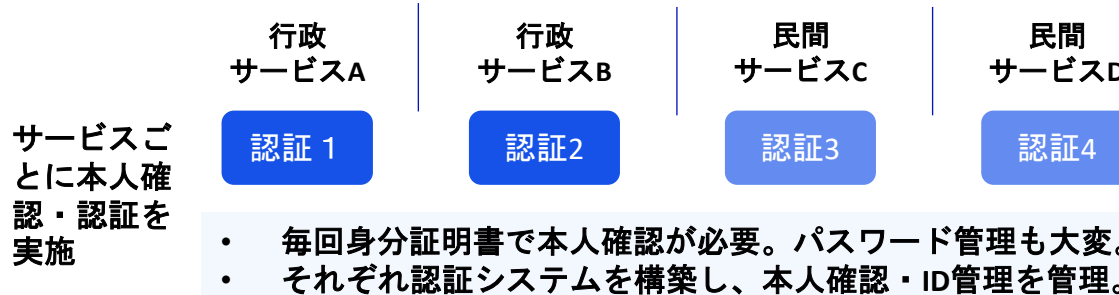 行政
サービスA
行政
サービスB
民間
サービスC
民間
サービスD
サービスご
とに本人確
認・認証を
実施
認証１
認証2
認証3
認証4
• 毎回身分証明書で本人確認が必要。パスワード管理も大変。
• それぞれ認証システムを構築し、本人確認・ID管理を管理。